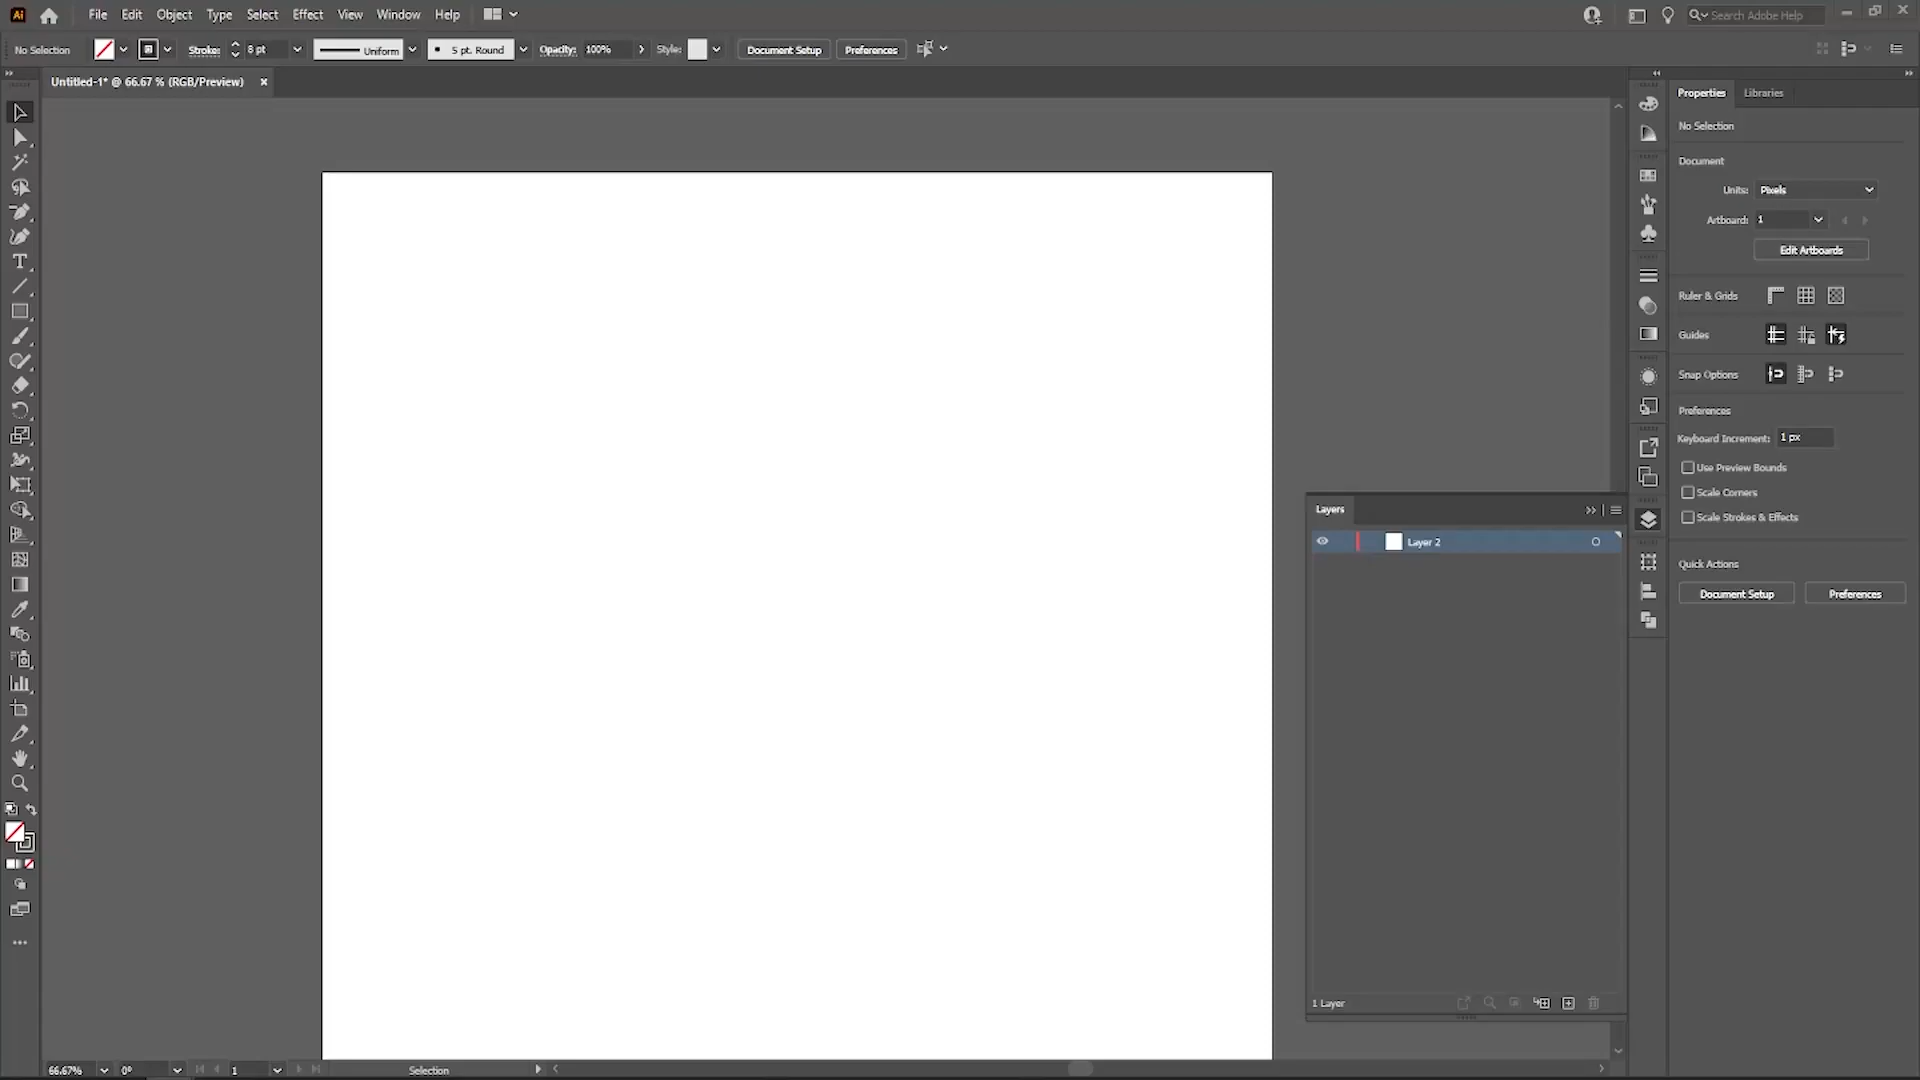 Ai File Edit Object Type Select Effect View Window Help Search Adobe Help
No Selection Stroke: 8 pt Uniform 5 pt. Round Opacity: 100% Style: Document Setup Preferences
Untitled-1* @ 66.67 % (RGB/Preview)
Properties Libraries
No Selection
Document
Units: Pixels
Artboard: 1
Edit Artboards
Ruler & Grids
Guides
Snap Options
Preferences
Keyboard Increment: 1 px
Use Preview Bounds
Scale Corners
Scale Strokes & Effects
Quick Actions
Document Setup Preferences
Layers
Layer 2
1 Layer
66.67% 0° 1 Selection